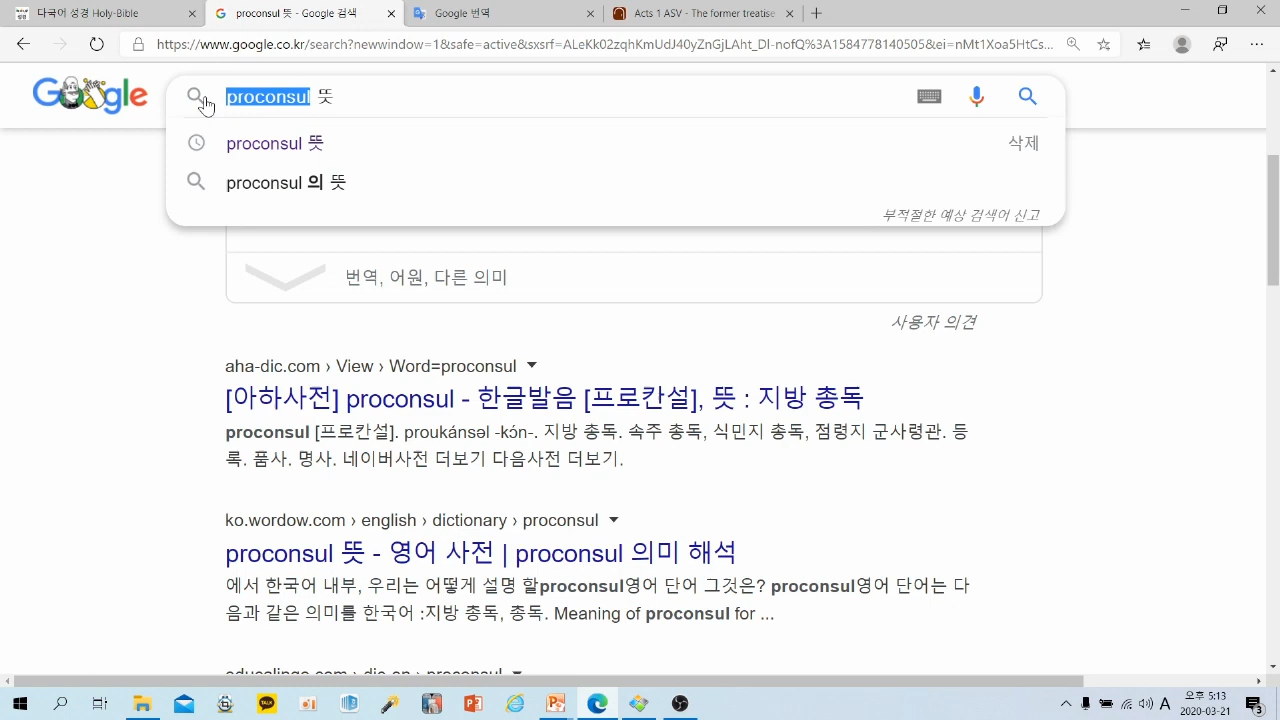 다국어 성경 Holy-Bible
proconsul 뜻 - Google 검색
Google 번역
Acts 1 ASV - The former treatise
https://www.google.co.kr/search?newwindow=1&safe=active&sxsrf=ALeKk02zqhKmUdJ40yZnGjLAht_Dl-nofQ%3A1584778140505&ei=nMt1Xoa5HtCs...
Google
proconsul 뜻
proconsul 뜻
삭제
proconsul 의 뜻
부적절한 예상 검색어 신고
번역, 어원, 다른 의미
사용자 의견
aha-dic.com › View › Word=proconsul
[아하사전] proconsul - 한글발음 [프로칸설], 뜻 : 지방 총독
proconsul [프로칸설]. proukánsəl -kɔ́n-. 지방 총독. 속주 총독, 식민지 총독, 점령지 군사령관. 등
록. 품사. 명사. 네이버사전 더보기 다음사전 더보기.
ko.wordow.com › english › dictionary › proconsul
proconsul 뜻 - 영어 사전 | proconsul 의미 해석
에서 한국어 내부, 우리는 어떻게 설명 할proconsul영어 단어 그것은? proconsul영어 단어는 다
음과 같은 의미를 한국어 :지방 총독, 총독. Meaning of proconsul for ...
educalingo.com › dic-en › proconsul
TALK
A
오후 5:13
2020-03-21
3